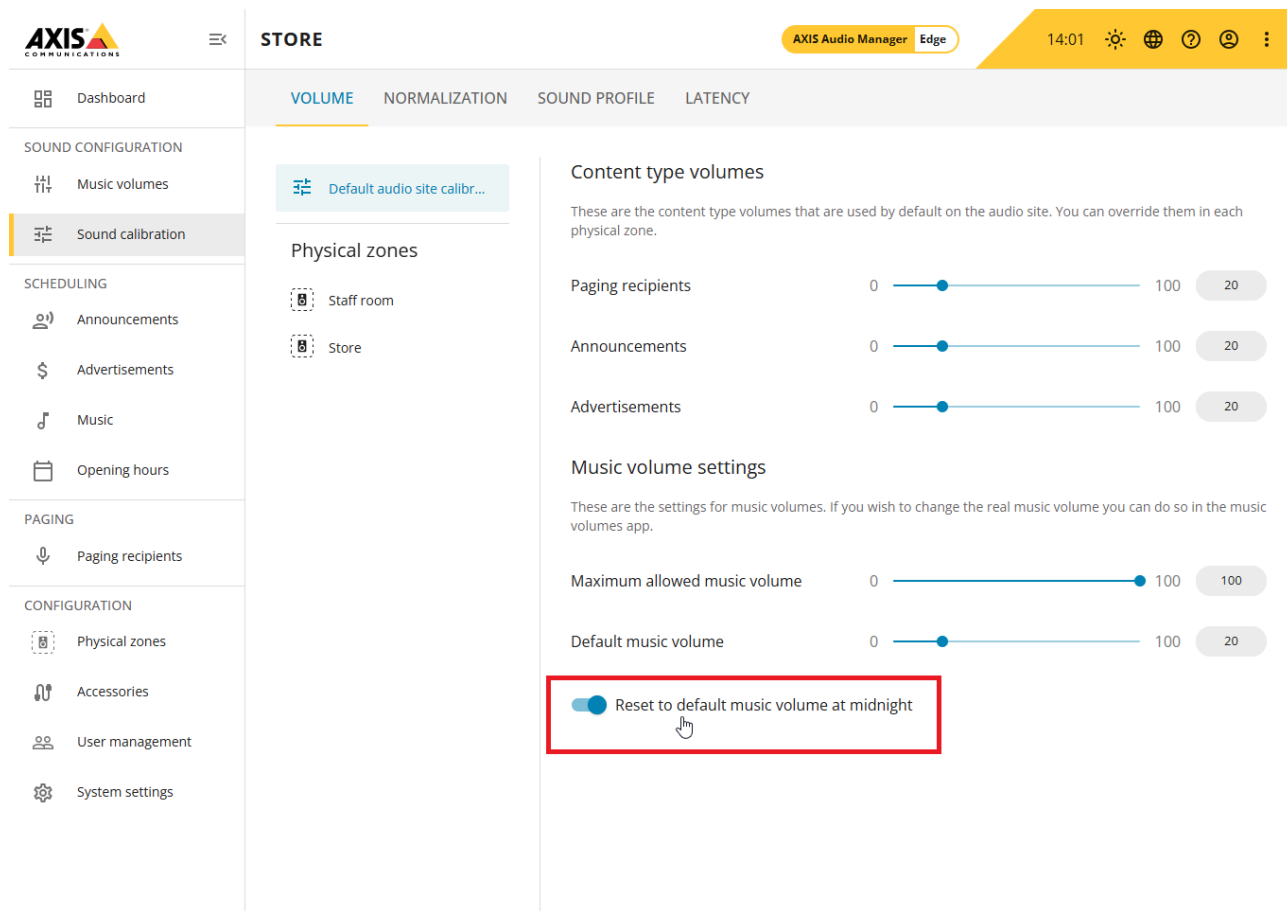 AXIS
COMMUNICATIONS
STORE
AXIS Audio Manager Edge
14:01
Dashboard
SOUND CONFIGURATION
Music volumes
Sound calibration
SCHEDULING
Announcements
Advertisements
Music
Opening hours
PAGING
Paging recipients
CONFIGURATION
Physical zones
Accessories
User management
System settings
VOLUME NORMALIZATION SOUND PROFILE LATENCY
Default audio site calibr...
Physical zones
Staff room
Store
Content type volumes
These are the content type volumes that are used by default on the audio site. You can override them in each
physical zone.
Paging recipients 0 100 20
Announcements 0 100 20
Advertisements 0 100 20
Music volume settings
These are the settings for music volumes. If you wish to change the real music volume you can do so in the music
volumes app.
Maximum allowed music volume 0 100 100
Default music volume 0 100 20
Reset to default music volume at midnight